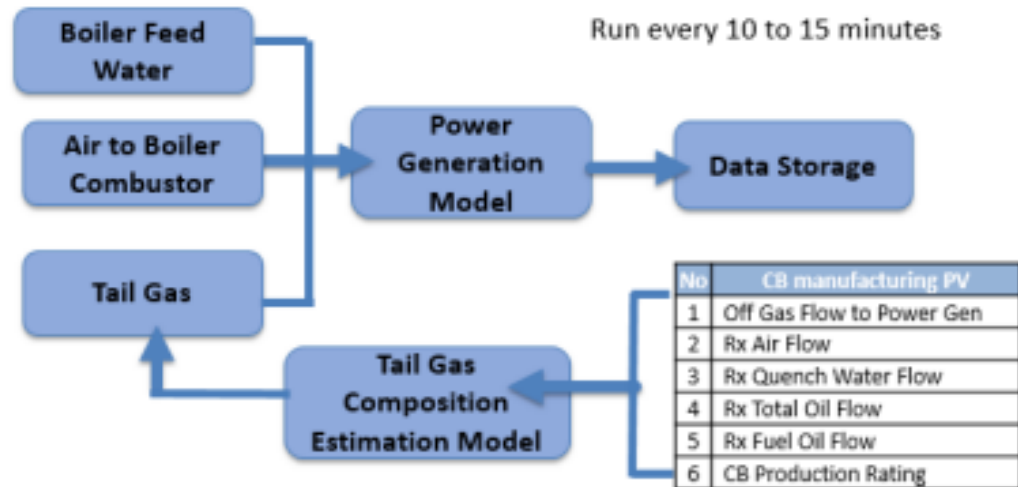 Run every 10 to 15 minutes
Boiler Feed
Water
Air to Boiler
Combustor
Tail Gas
Power
Generation
Model
Data Storage
Tail Gas
Composition
Estimation Model
No CB manufacturing PV
1 Off Gas Flow to Power Gen
2 Rx Air Flow
3 Rx Quench Water Flow
4 Rx Total Oil Flow
5 Rx Fuel Oil Flow
6 CB Production Rating